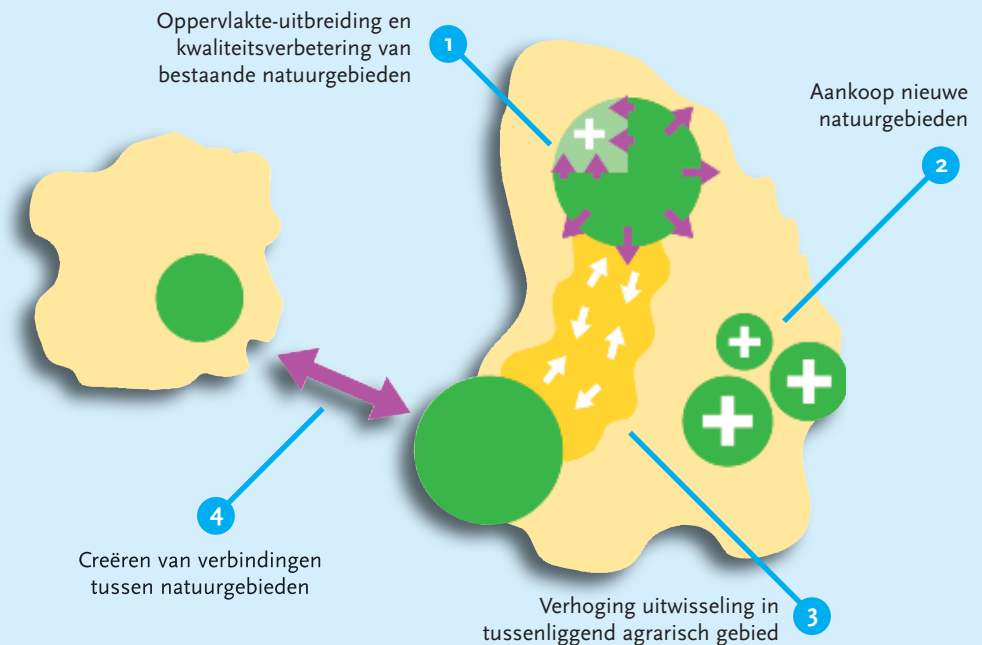 Oppervlakte-uitbreiding en
kwaliteitsverbetering van
bestaande natuurgebieden
1
Aankoop nieuwe
natuurgebieden
2
4
Creëren van verbindingen
tussen natuurgebieden
Verhoging uitwisseling in
tussenliggend agrarisch gebied
3